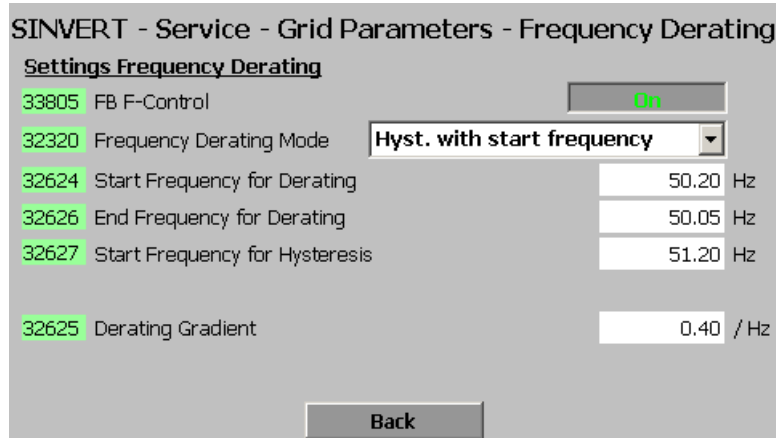 SINVERT - Service - Grid Parameters - Frequency Derating
Settings Frequency Derating
33805 FB F-Control On
32320 Frequency Derating Mode Hyst. with start frequency
32624 Start Frequency for Derating 50.20 Hz
32626 End Frequency for Derating 50.05 Hz
32627 Start Frequency for Hysteresis 51.20 Hz
32625 Derating Gradient 0.40 / Hz
Back